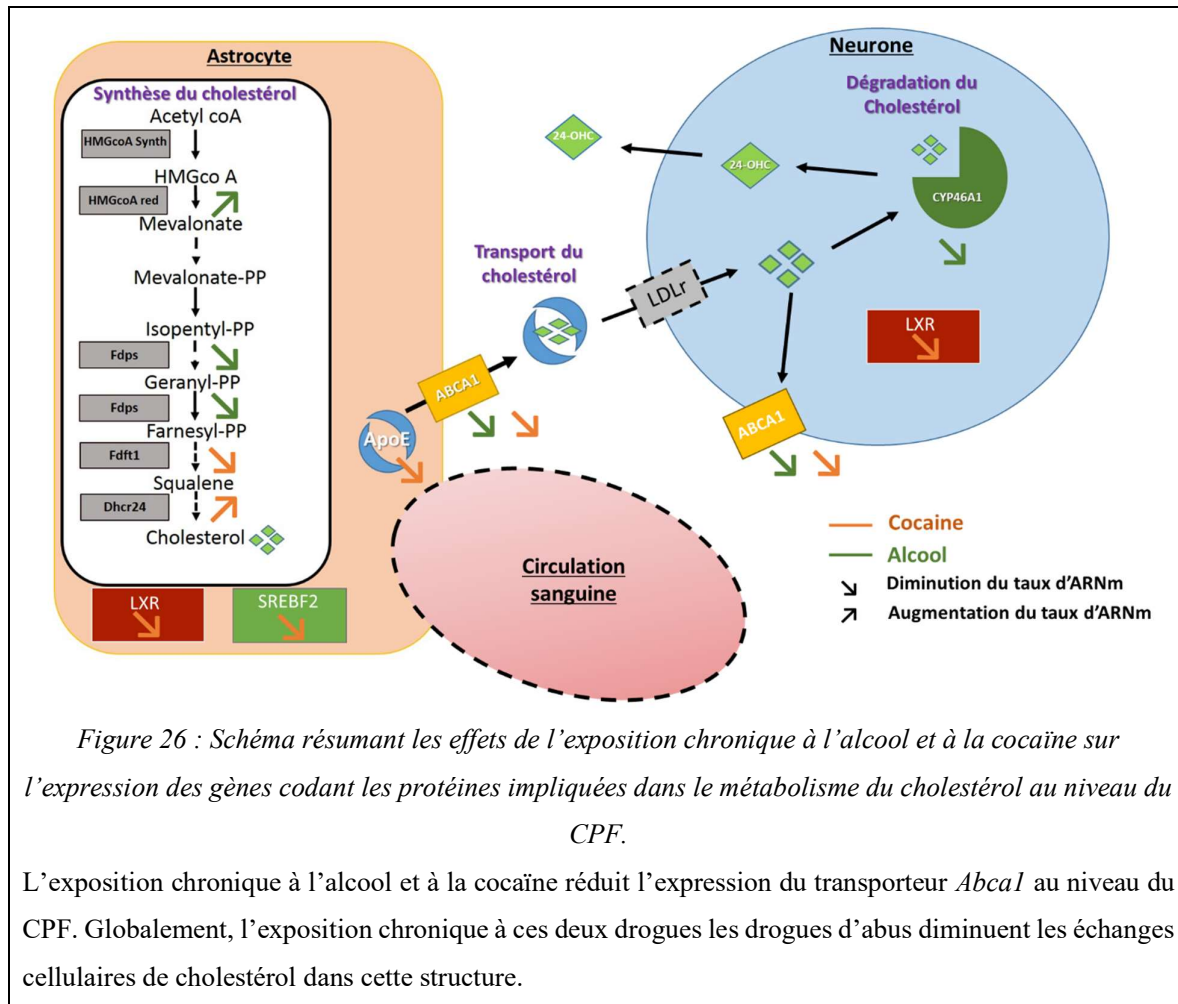 Astrocyte
Synthèse du cholestérol
Acetyl coA
HMGcoA Synth
HMGco A
HMGcoA red
Mevalonate
Mevalonate-PP
Isopentyl-PP
Fdps
Geranyl-PP
Fdps
Farnesyl-PP
Fdft1
Squalene
Dhcr24
Cholesterol
LXR
SREBF2
ApoE
ABCA1
Transport du
cholestérol
LDLr
Neurone
Dégradation du
Cholestérol
24-OHC
24-OHC
CYP46A1
LXR
ABCA1
Circulation
sanguine
Cocaine
Alcool
Diminution du taux d'ARNm
Augmentation du taux d'ARNm
Figure 26 : Schéma résumant les effets de l'exposition chronique à l'alcool et à la cocaïne sur
l'expression des gènes codant les protéines impliquées dans le métabolisme du cholestérol au niveau du
CPF.
L'exposition chronique à l'alcool et à la cocaïne réduit l'expression du transporteur Abca1 au niveau du
CPF. Globalement, l'exposition chronique à ces deux drogues les drogues d'abus diminuent les échanges
cellulaires de cholestérol dans cette structure.